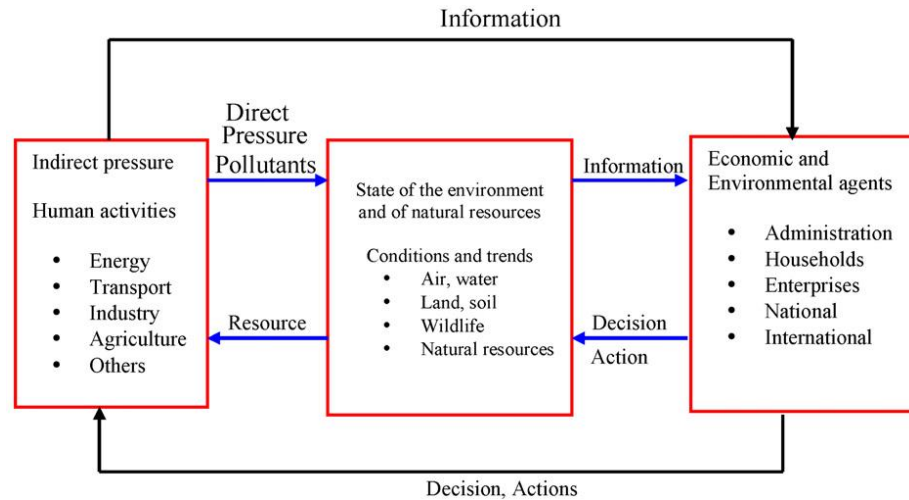 Information
Direct
Pressure
Pollutants
Indirect pressure
Human activities
• Energy
• Transport
• Industry
• Agriculture
• Others
Resource
State of the environment
and of natural resources
Conditions and trends
• Air, water
• Land, soil
• Wildlife
• Natural resources
Information
Decision
Action
Economic and
Environmental agents
• Administration
• Households
• Enterprises
• National
• International
Decision, Actions